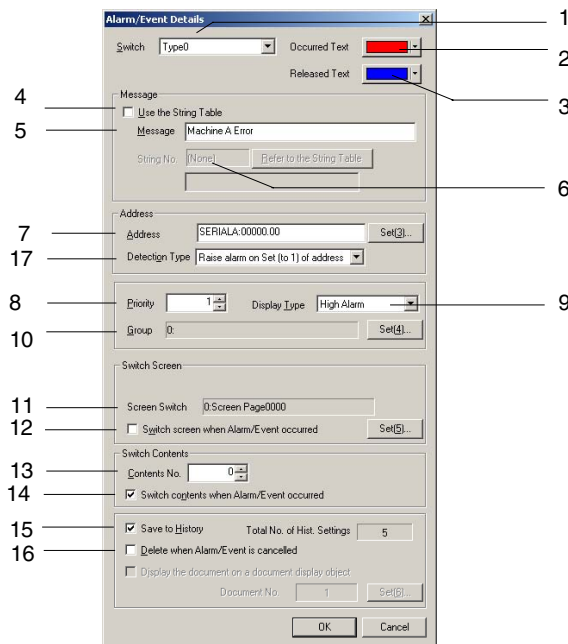 Alarm/Event Details
1
Switch Type0 Occurred Text
2
Released Text
3
4
Message
Use the String Table
5
Message Machine A Error
String No. (None) Refer to the String Table
6
Address
7
Address SERIALA:00000.00 Set(3)...
17
Detection Type Raise alarm on Set (to 1) of address
8
Priority 1 Display Type High Alarm
9
10
Group 0: Set(4)...
Switch Screen
11
Screen Switch 0:Screen Page0000
12
Switch screen when Alarm/Event occurred Set(5)...
Switch Contents
13
Contents No. 0
14
Switch contents when Alarm/Event occurred
15
Save to History Total No. of Hist. Settings 5
16
Delete when Alarm/Event is cancelled
Display the document on a document display object
Document No. 1 Set(6)...
OK Cancel